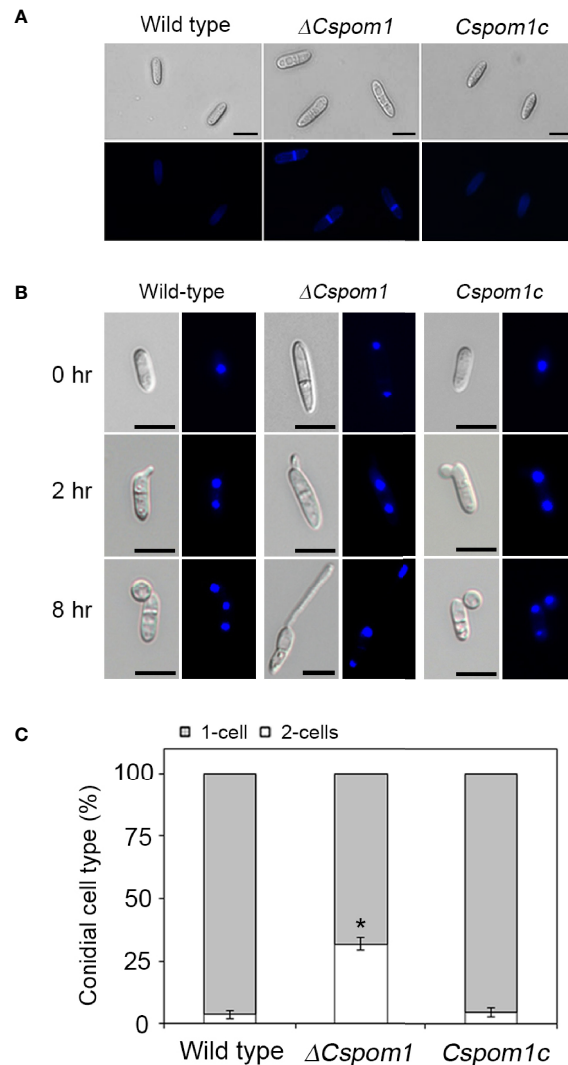 A
Wild type ΔCspom1 Cspom1c
B
Wild-type ΔCspom1 Cspom1c
0 hr
2 hr
8 hr
C
1-cell 2-cells
Conidial cell type (%)
100
75
50
25
0
*
Wild type ΔCspom1 Cspom1c